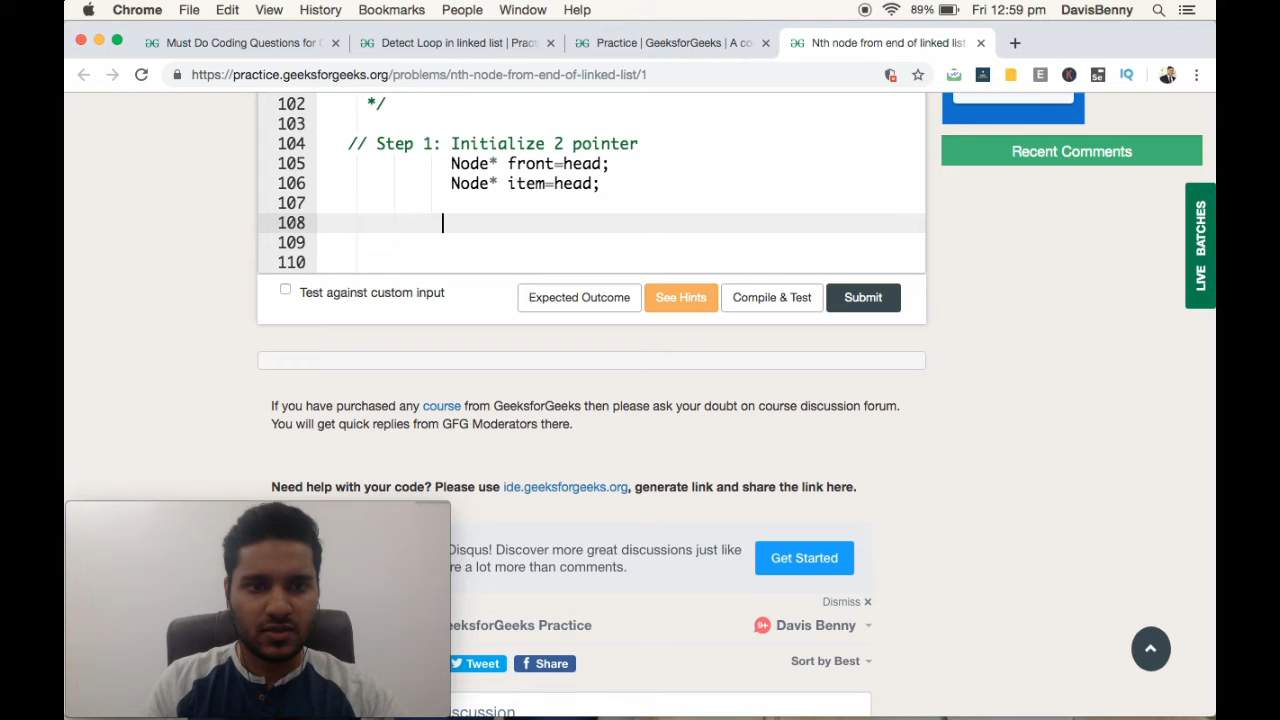 Chrome File Edit View History Bookmarks People Window Help 89% Fri 12:59 pm DavisBenny
Must Do Coding Questions for C
Detect Loop in linked list | Pract
Practice | GeeksforGeeks | A co
Nth node from end of linked list
https://practice.geeksforgeeks.org/problems/nth-node-from-end-of-linked-list/1
102 */
103
104 // Step 1: Initialize 2 pointer
105 Node* front=head;
106 Node* item=head;
107
108
109
110
Recent Comments
LIVE BATCHES
Test against custom input
Expected Outcome
See Hints
Compile & Test
Submit
If you have purchased any course from GeeksforGeeks then please ask your doubt on course discussion forum.
You will get quick replies from GFG Moderators there.
Need help with your code? Please use ide.geeksforgeeks.org, generate link and share the link here.
Disqus! Discover more great discussions just like
re a lot more than comments.
Get Started
Dismiss x
eeksforGeeks Practice
9+ Davis Benny
Tweet
f Share
Sort by Best
scussion